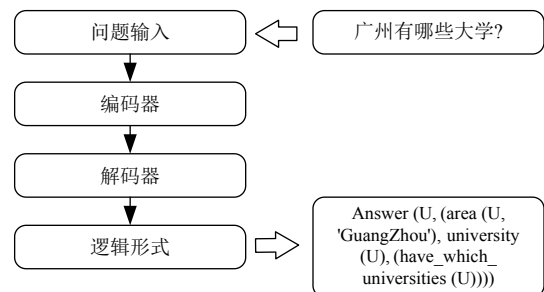 问题输入
广州有哪些大学?
编码器
解码器
逻辑形式
Answer (U, (area (U,
'GuangZhou'), university
(U), (have_which_
universities (U))))